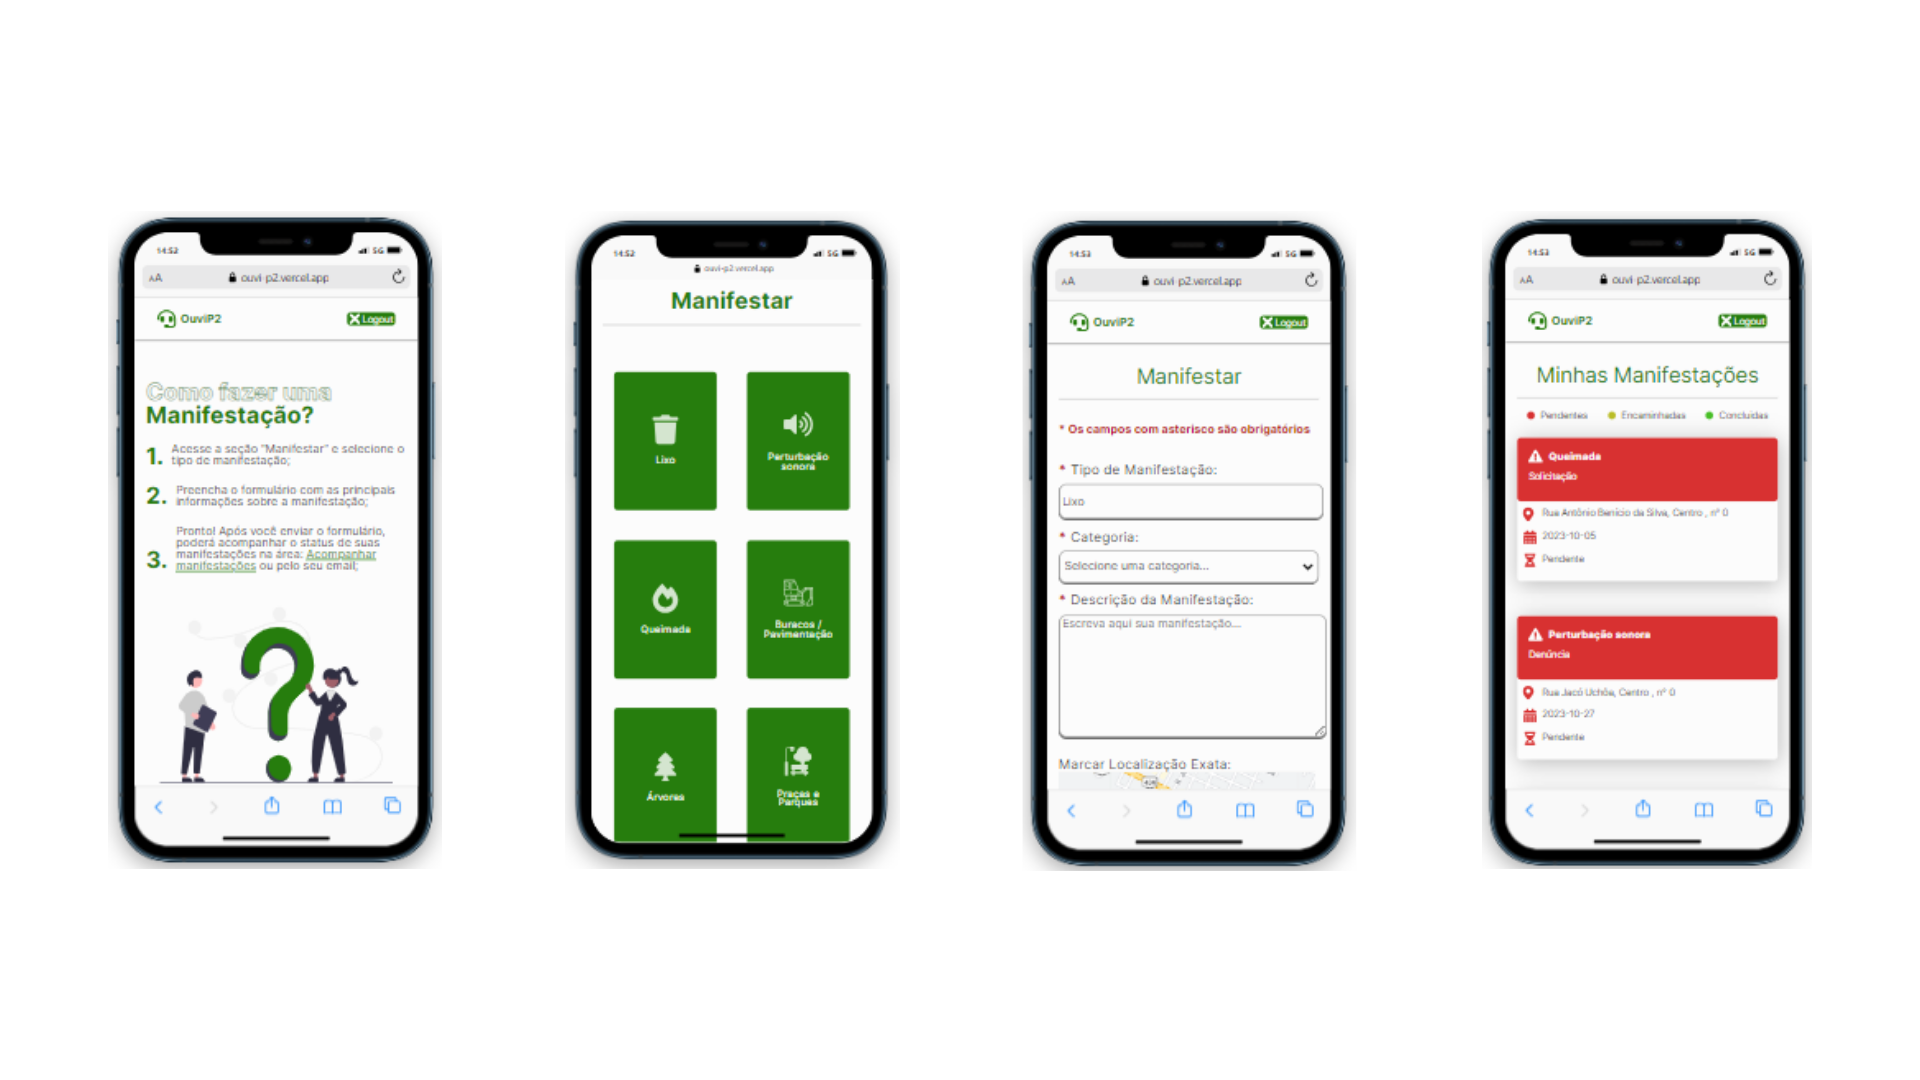 14:52
5G
AA
ouvi-p2.vercel.app
OuviP2
Logout
Como fazer uma
Manifestação?
1.
Acesse a seção "Manifestar" e selecione o
tipo de manifestação;
2.
Preencha o formulário com as principais
informações sobre a manifestação;
3.
Pronto! Após você enviar o formulário,
poderá acompanhar o status de suas
manifestações na área: Acompanhar
manifestações ou pelo seu email;
14:52
5G
ouvi-p2.vercel.app
Manifestar
Lixo
Perturbação
sonora
Queimada
Buracos /
Pavimentação
Árvores
Praças e
Parques
14:53
5G
AA
ouvi-p2.vercel.app
OuviP2
Logout
Manifestar
* Os campos com asterisco são obrigatórios
* Tipo de Manifestação:
Lixo
* Categoria:
Selecione uma categoria...
* Descrição da Manifestação:
Escreva aqui sua manifestação...
Marcar Localização Exata:
14:53
5G
AA
ouvi-p2.vercel.app
OuviP2
Logout
Minhas Manifestações
Pendentes
Encaminhadas
Concluídas
Queimada
Solicitação
Rua Antônio Benício da Silva, Centro , nº 0
2023-10-05
Pendente
Perturbação sonora
Denúncia
Rua Jacó Uchôa, Centro , nº 0
2023-10-27
Pendente